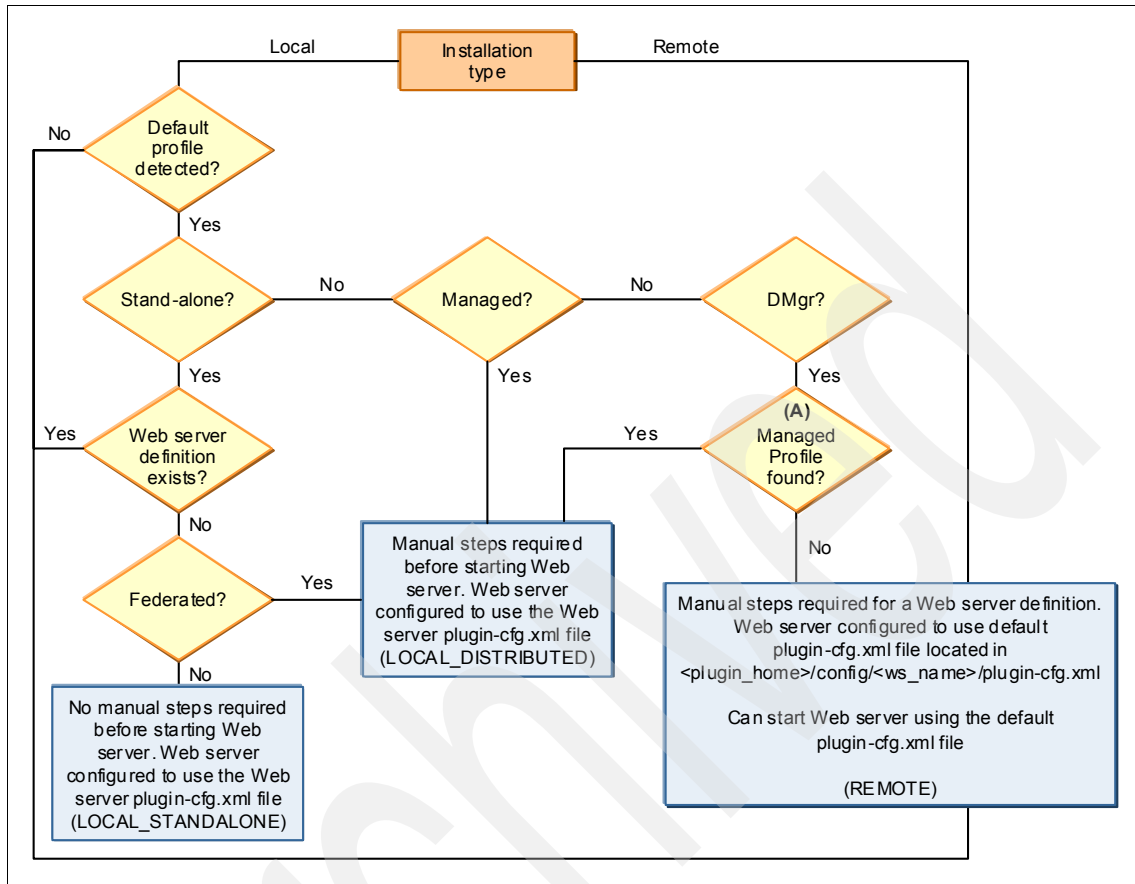 Local
Installation
type
Remote
No
Default
profile
detected?
Yes
Stand-alone?
No
Managed?
No
DMgr?
Yes
Yes
Yes
Yes
Web server
definition
exists?
Yes
(A)
Managed
Profile
found?
No
No
Federated?
Yes
Manual steps required
before starting Web
server. Web server
configured to use the Web
server plugin-cfg.xml file
(LOCAL_DISTRIBUTED)
Manual steps required for a Web server definition.
Web server configured to use default
plugin-cfg.xml file located in
<plugin_home>/config/<ws_name>/plugin-cfg.xml
Can start Web server using the default
plugin-cfg.xml file
(REMOTE)
No
No manual steps required
before starting Web
server. Web server
configured to use the Web
server plugin-cfg.xml file
(LOCAL_STANDALONE)